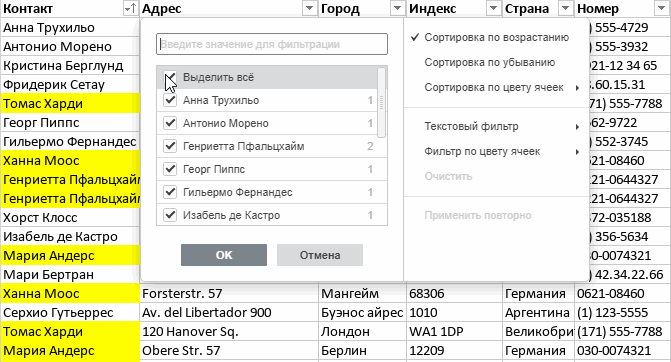 Контакт Адрес Город Индекс Страна Номер
Анна Трухильо ) 555-4729
Антонио Морено ) 555-3932
Кристина Берглунд 921-12 34 65
Фридерик Сетау .60.15.31
Томас Харди 71) 555-7788
Георг Пиппс 562-9722
Гильермо Фернандес ) 552-3745
Ханна Моос 621-08460
Генриетта Пфальцхайм 21-0644327
Генриетта Пфальцхайм 21-0644327
Хорст Клосс 372-035188
Изабель де Кастро ) 356-5634
Мария Андерс 030-0074321
Мари Бертран ) 42.34.22.66
Ханна Моос Forsterstr. 57 Мангейм 68306 Германия 0621-08460
Серхио Гутьеррес Av. del Libertador 900 Буэнос айрес 1010 Аргентина (1) 123-5555
Томас Харди 120 Hanover Sq. Лондон WA1 1DP Великобри (171) 555-7788
Мария Андерс Obere Str. 57 Берлин 12209 Германия 030-0074321
Введите значение для фильтрации
Выделить всё
Анна Трухильо 1
Антонио Морено 1
Генриетта Пфальцхайм 2
Георг Пиппс 1
Гильермо Фернандес 1
Изабель де Кастро 1
OK Отмена
Сортировка по возрастанию
Сортировка по убыванию
Сортировка по цвету ячеек
Текстовый фильтр
Фильтр по цвету ячеек
Очистить
Применить повторно